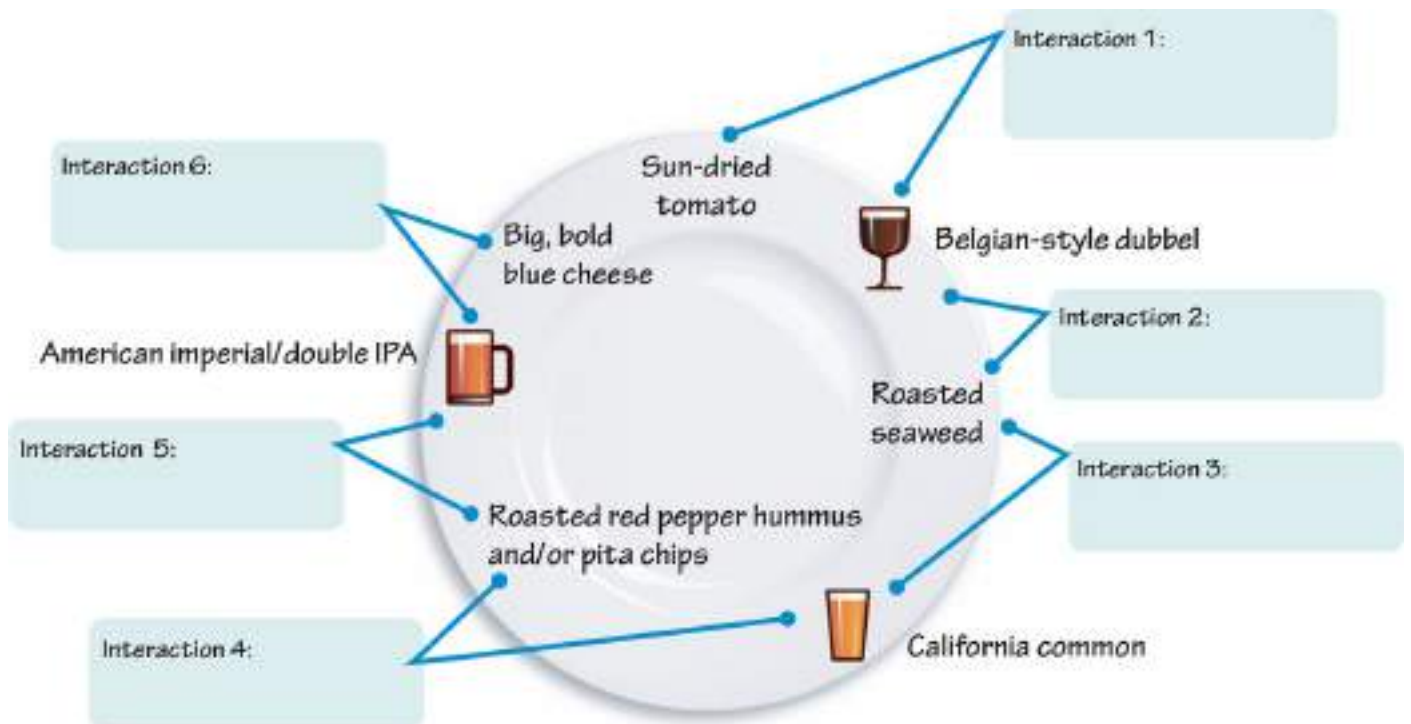 Interaction 1:
Interaction 6:
Sun-dried
tomato
Big, bold
blue cheese
Belgian-style dubbel
Interaction 2:
American imperial/double IPA
Roasted
seaweed
Interaction 5:
Interaction 3:
Roasted red pepper hummus
and/or pita chips
Interaction 4:
California common